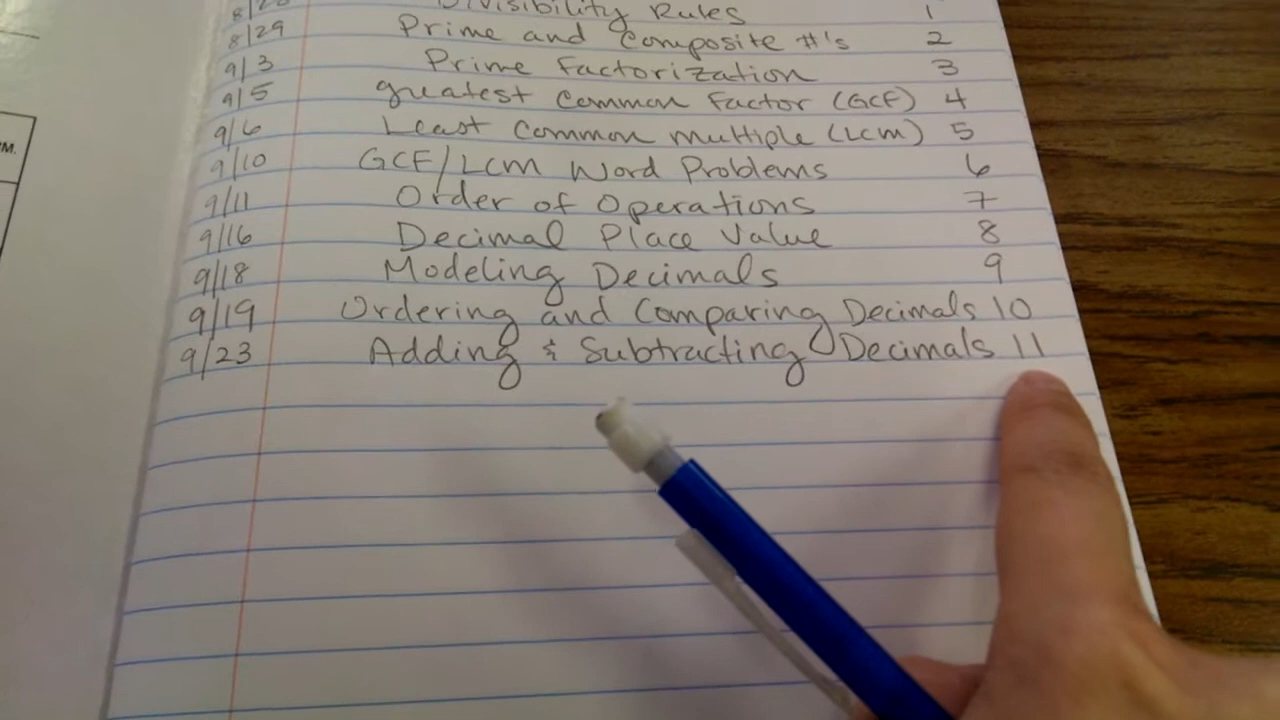 Divisibility Rules 1
8/29 Prime and Composite #'s 2
9/3 Prime Factorization 3
9/5 greatest Common Factor (GCF) 4
9/6 Least Common Multiple (LCM) 5
9/10 GCF/LCM Word Problems 6
9/11 Order of Operations 7
9/16 Decimal Place Value 8
9/18 Modeling Decimals 9
9/19 Ordering and Comparing Decimals 10
9/23 Adding & Subtracting Decimals 11